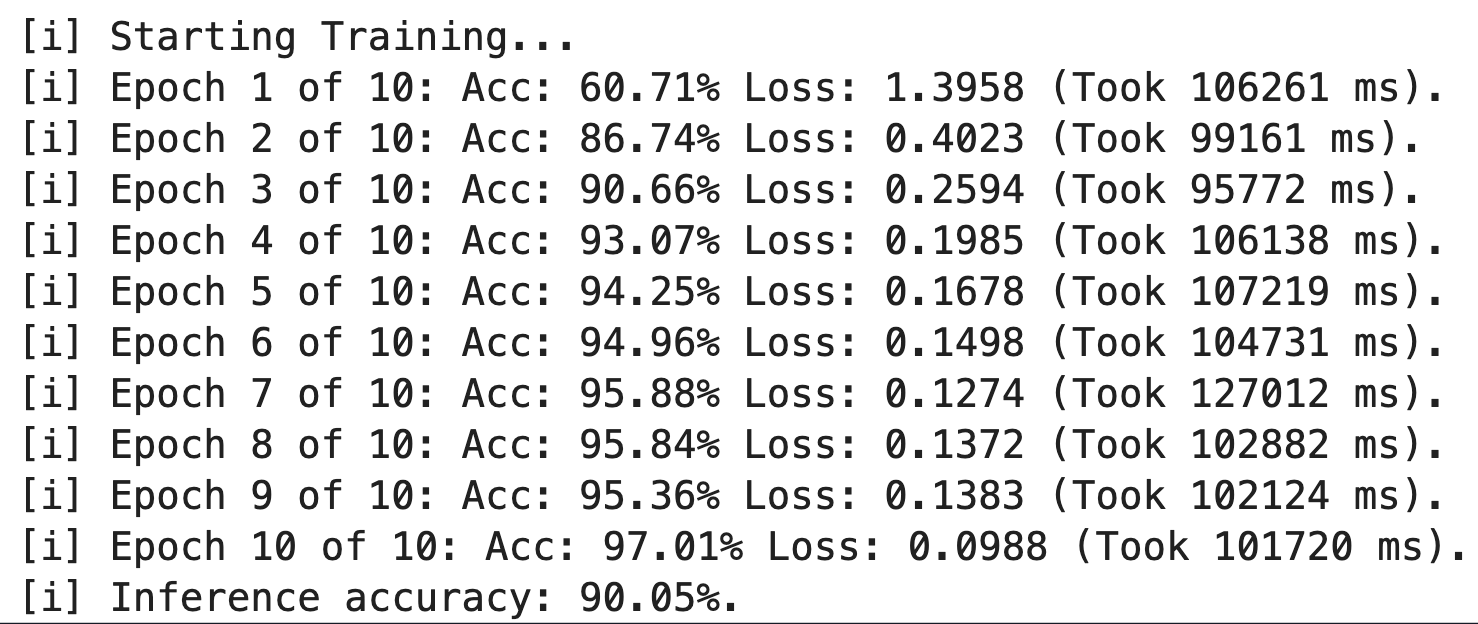 [i] Starting Training...
[i] Epoch 1 of 10: Acc: 60.71% Loss: 1.3958 (Took 106261 ms).
[i] Epoch 2 of 10: Acc: 86.74% Loss: 0.4023 (Took 99161 ms).
[i] Epoch 3 of 10: Acc: 90.66% Loss: 0.2594 (Took 95772 ms).
[i] Epoch 4 of 10: Acc: 93.07% Loss: 0.1985 (Took 106138 ms).
[i] Epoch 5 of 10: Acc: 94.25% Loss: 0.1678 (Took 107219 ms).
[i] Epoch 6 of 10: Acc: 94.96% Loss: 0.1498 (Took 104731 ms).
[i] Epoch 7 of 10: Acc: 95.88% Loss: 0.1274 (Took 127012 ms).
[i] Epoch 8 of 10: Acc: 95.84% Loss: 0.1372 (Took 102882 ms).
[i] Epoch 9 of 10: Acc: 95.36% Loss: 0.1383 (Took 102124 ms).
[i] Epoch 10 of 10: Acc: 97.01% Loss: 0.0988 (Took 101720 ms).
[i] Inference accuracy: 90.05%.